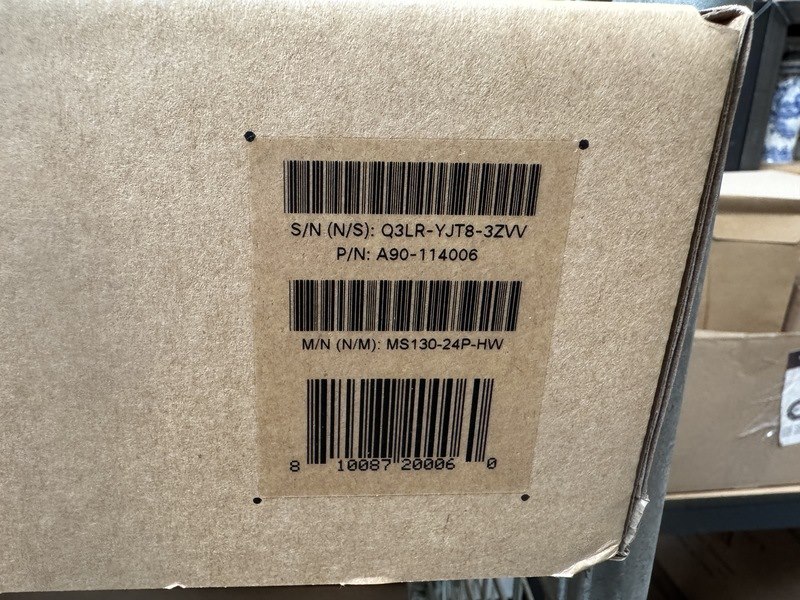 S/N (N/S): Q3LR-YJT8-3ZVV
P/N: A90-114006
M/N (N/M): MS130-24P-HW
8 10087 20006 0